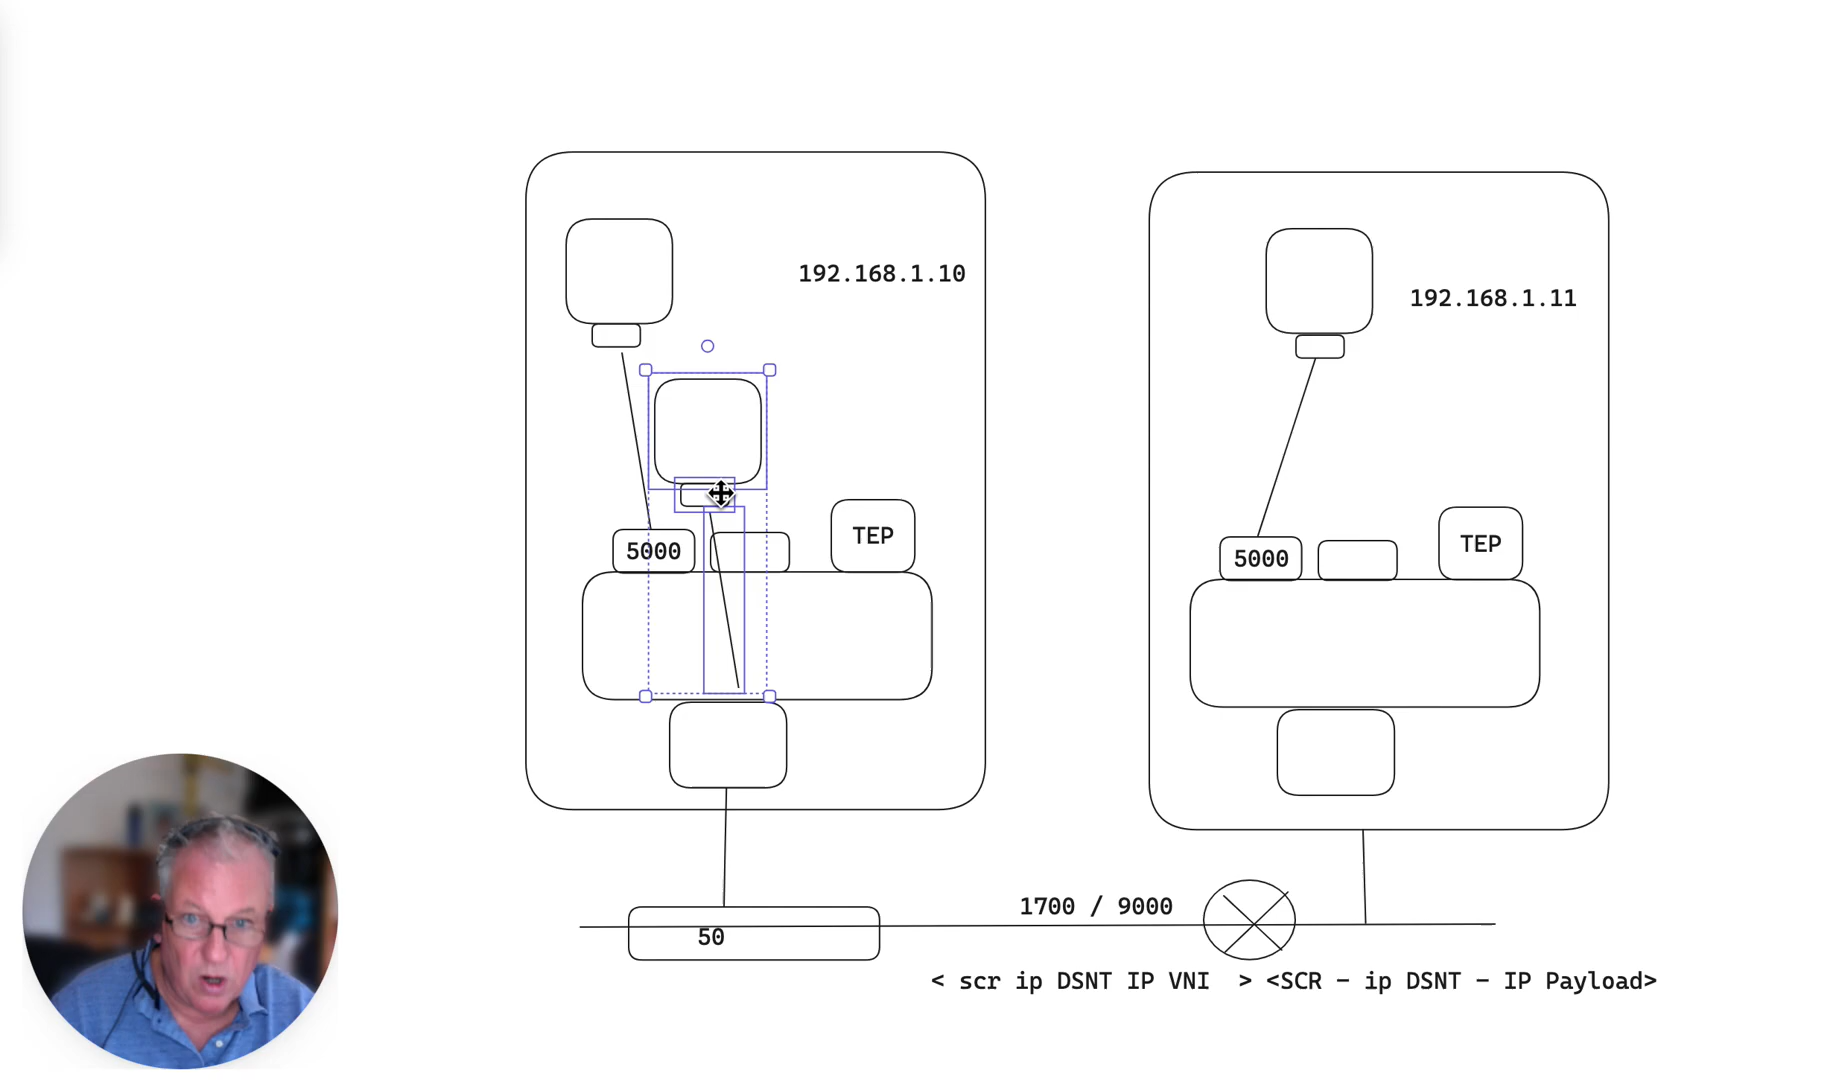 192.168.1.10
192.168.1.11
TEP
TEP
5000
5000
1700 / 9000
50
< scr ip DSNT IP VNI > <SCR - ip DSNT - IP Payload>